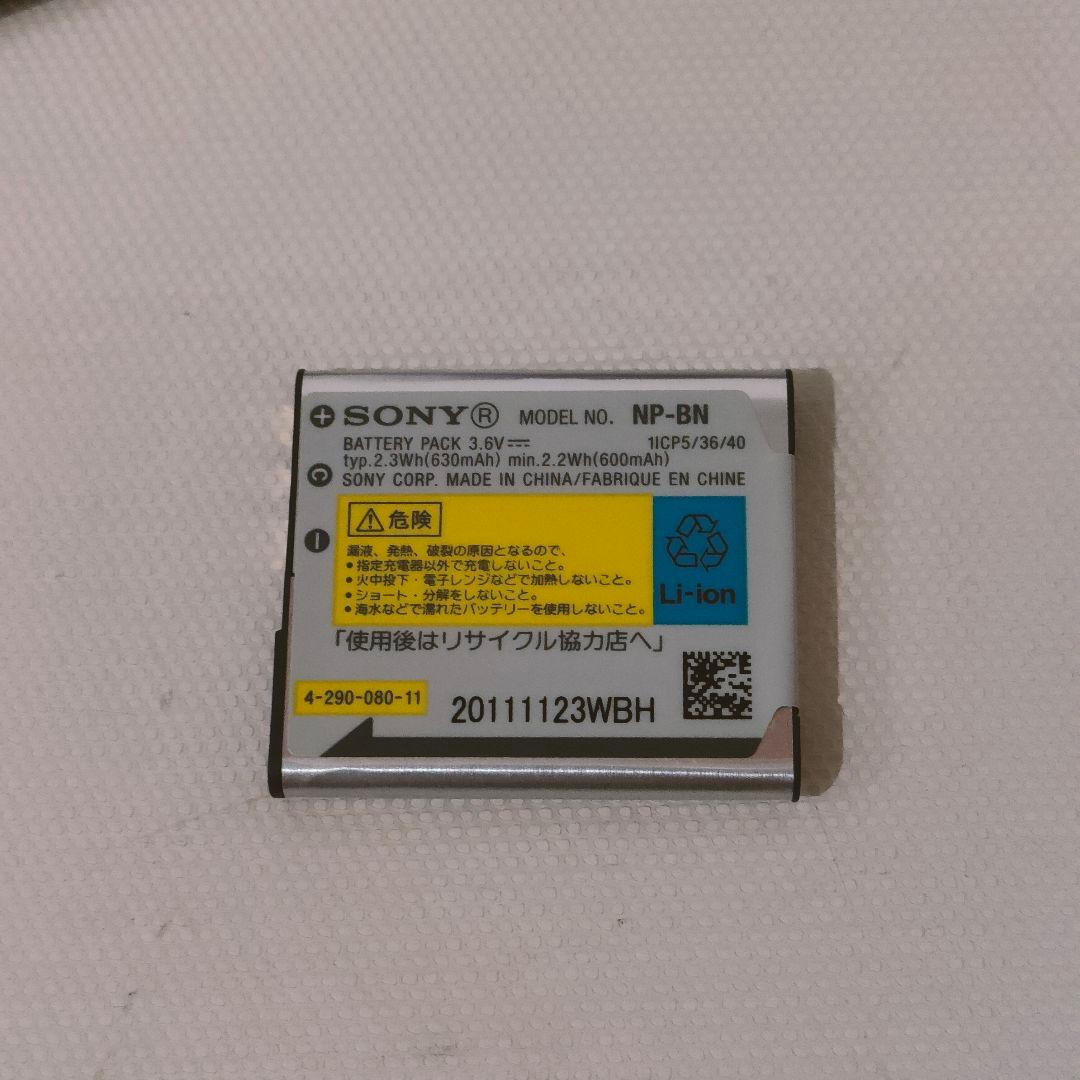 SONY® MODEL NO. NP-BN
BATTERY PACK 3.6V⎓ 1ICP5/36/40
typ.2.3Wh(630mAh) min.2.2Wh(600mAh)
SONY CORP. MADE IN CHINA/FABRIQUE EN CHINE
⚠危険
漏液、発熱、破裂の原因となるので、
•指定充電器以外で充電しないこと。
•火中投下・電子レンジなどで加熱しないこと。
•ショート・分解をしないこと。
•海水などで濡れたバッテリーを使用しないこと。
Li-ion
「使用後はリサイクル協力店へ」
4-290-080-11
20111123WBH